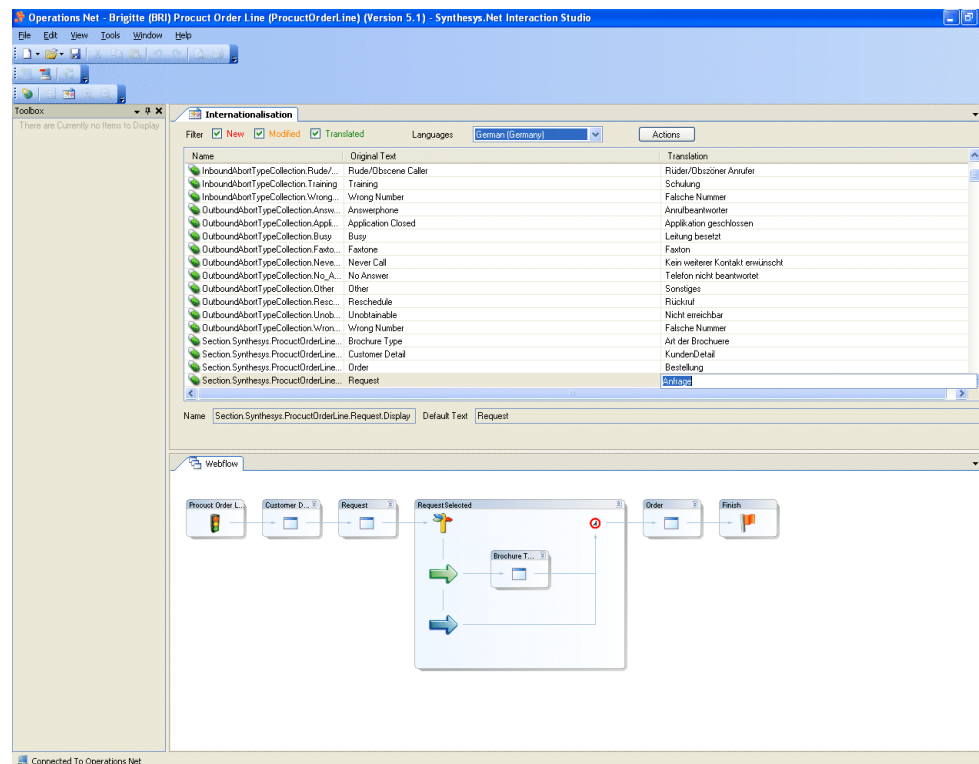 Operations Net - Brigitte (BRI) Procuct Order Line (ProcuctOrderLine) (Version 5.1) - Synthesys.Net Interaction Studio
File Edit View Tools Window Help
Toolbox
There are Currently no Items to Display
Internationalisation
Filter New Modified Translated Languages German (Germany) Actions
Name Original Text Translation
InboundAbortTypeCollection.Rude/... Rude/Obscene Caller Rüder/Obszöner Anrufer
InboundAbortTypeCollection.Training Training Schulung
InboundAbortTypeCollection.Wrong... Wrong Number Falsche Nummer
OutboundAbortTypeCollection.Answ... Answerphone Anrufbeantworter
OutboundAbortTypeCollection.Appli... Application Closed Applikation geschlossen
OutboundAbortTypeCollection.Busy Busy Leitung besetzt
OutboundAbortTypeCollection.Faxto... Faxtone Faxton
OutboundAbortTypeCollection.Neve... Never Call Kein weiterer Kontakt erwünscht
OutboundAbortTypeCollection.No_A... No Answer Telefon nicht beantwortet
OutboundAbortTypeCollection.Other Other Sonstiges
OutboundAbortTypeCollection.Resc... Reschedule Rückruf
OutboundAbortTypeCollection.Unob... Unobtainable Nicht erreichbar
OutboundAbortTypeCollection.Wron... Wrong Number Falsche Nummer
Section.Synthesys.ProcuctOrderLine... Brochure Type Art der Brochuere
Section.Synthesys.ProcuctOrderLine... Customer Detail KundenDetail
Section.Synthesys.ProcuctOrderLine... Order Bestellung
Section.Synthesys.ProcuctOrderLine... Request Anfrage
Name Section.Synthesys.ProcuctOrderLine.Request.Display Default Text Request
Webflow
Procuct Order L... Customer D... Request RequestSelected Order Finish
Brochure T...
Connected To Operations Net